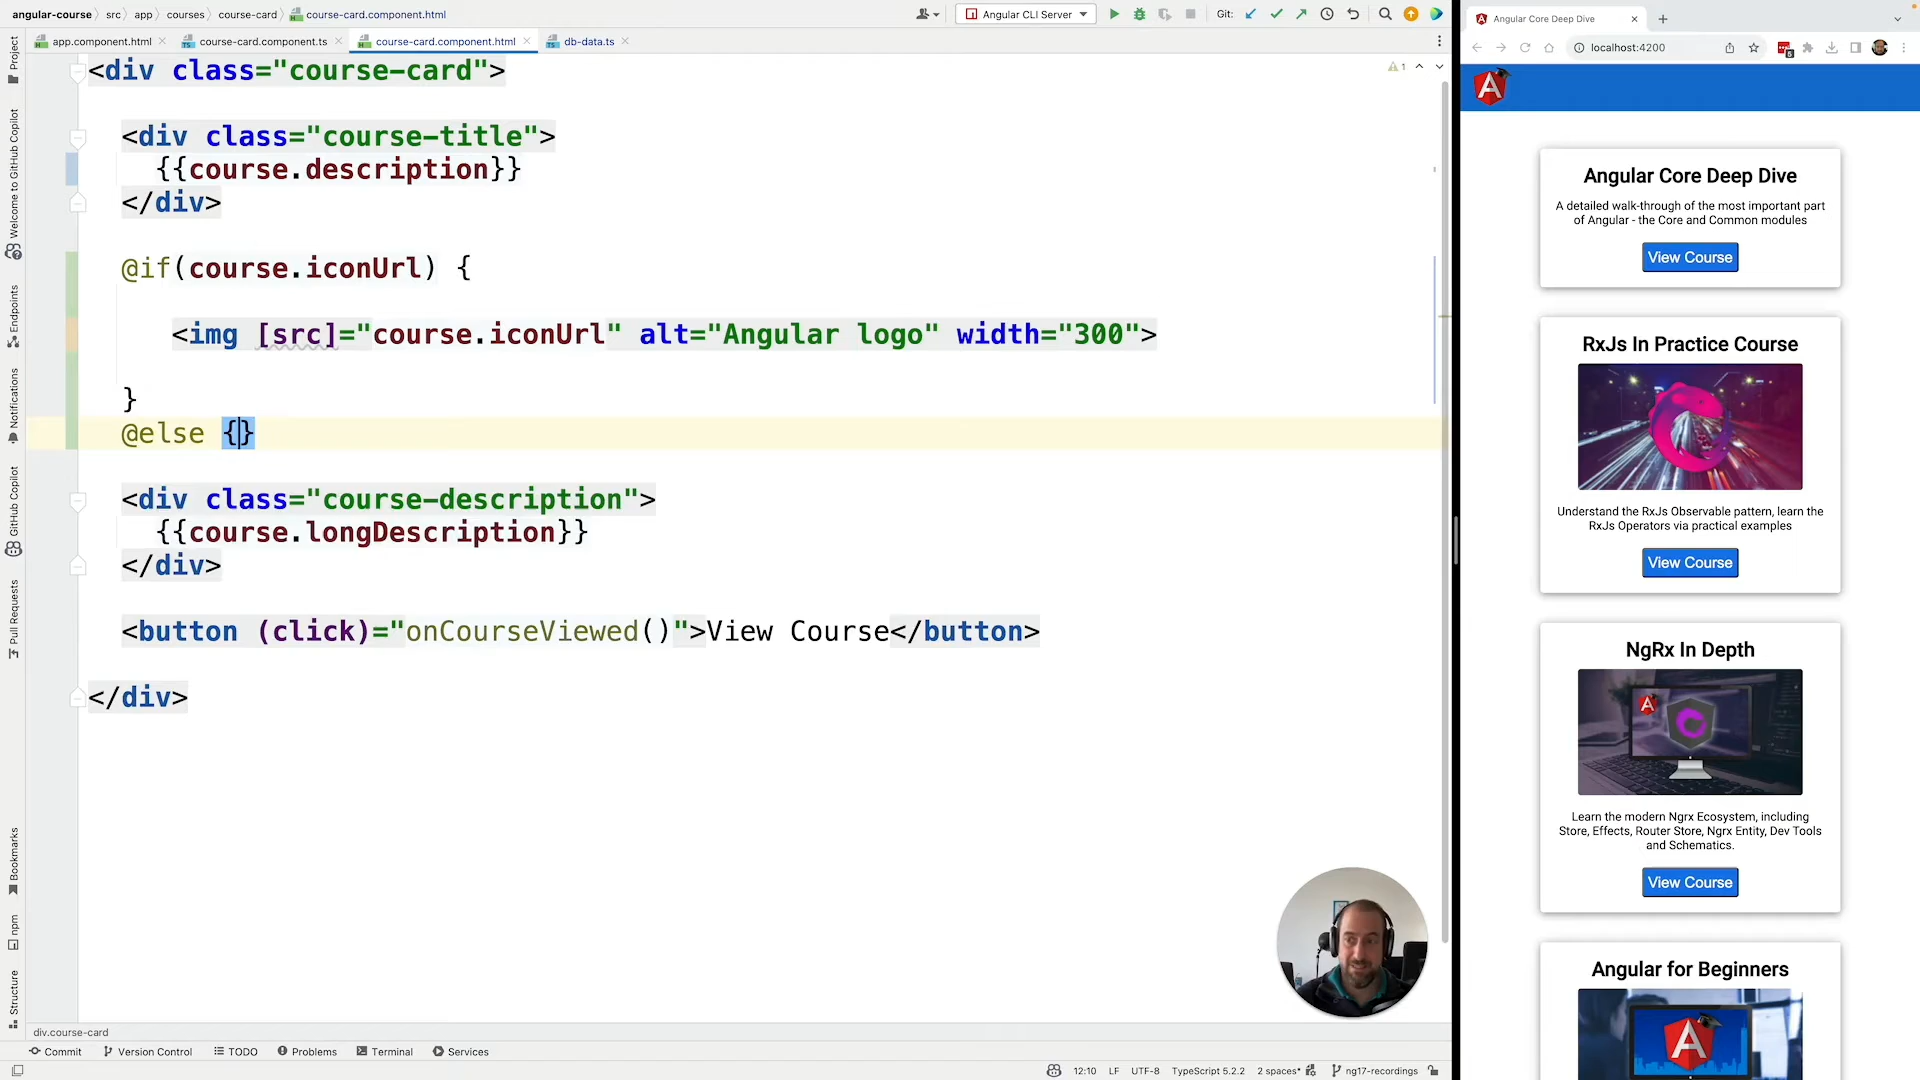 angular-course
src
app
courses
course-card
course-card.component.html
Angular CLI Server
Git:
app.component.html
course-card.component.ts
course-card.component.html
db-data.ts
Project
Welcome to GitHub Copilot
Endpoints
Notifications
GitHub Copilot
Pull Requests
Bookmarks
npm
Structure
1
<div class="course-card">
<div class="course-title">
{{course.description}}
</div>
@if(course.iconUrl) {
<img [src]="course.iconUrl" alt="Angular logo" width="300">
}
@else {}
<div class="course-description">
{{course.longDescription}}
</div>
<button (click)="onCourseViewed()">View Course</button>
</div>
div.course-card
Commit
Version Control
TODO
Problems
Terminal
Services
12:10
LF
UTF-8
TypeScript 5.2.2
2 spaces*
ng17-recordings
Angular Core Deep Dive
localhost:4200
Angular Core Deep Dive
A detailed walk-through of the most important part
of Angular - the Core and Common modules
View Course
RxJs In Practice Course
Understand the RxJs Observable pattern, learn the
RxJs Operators via practical examples
View Course
NgRx In Depth
Learn the modern Ngrx Ecosystem, including
Store, Effects, Router Store, Ngrx Entity, Dev Tools
and Schematics.
View Course
Angular for Beginners